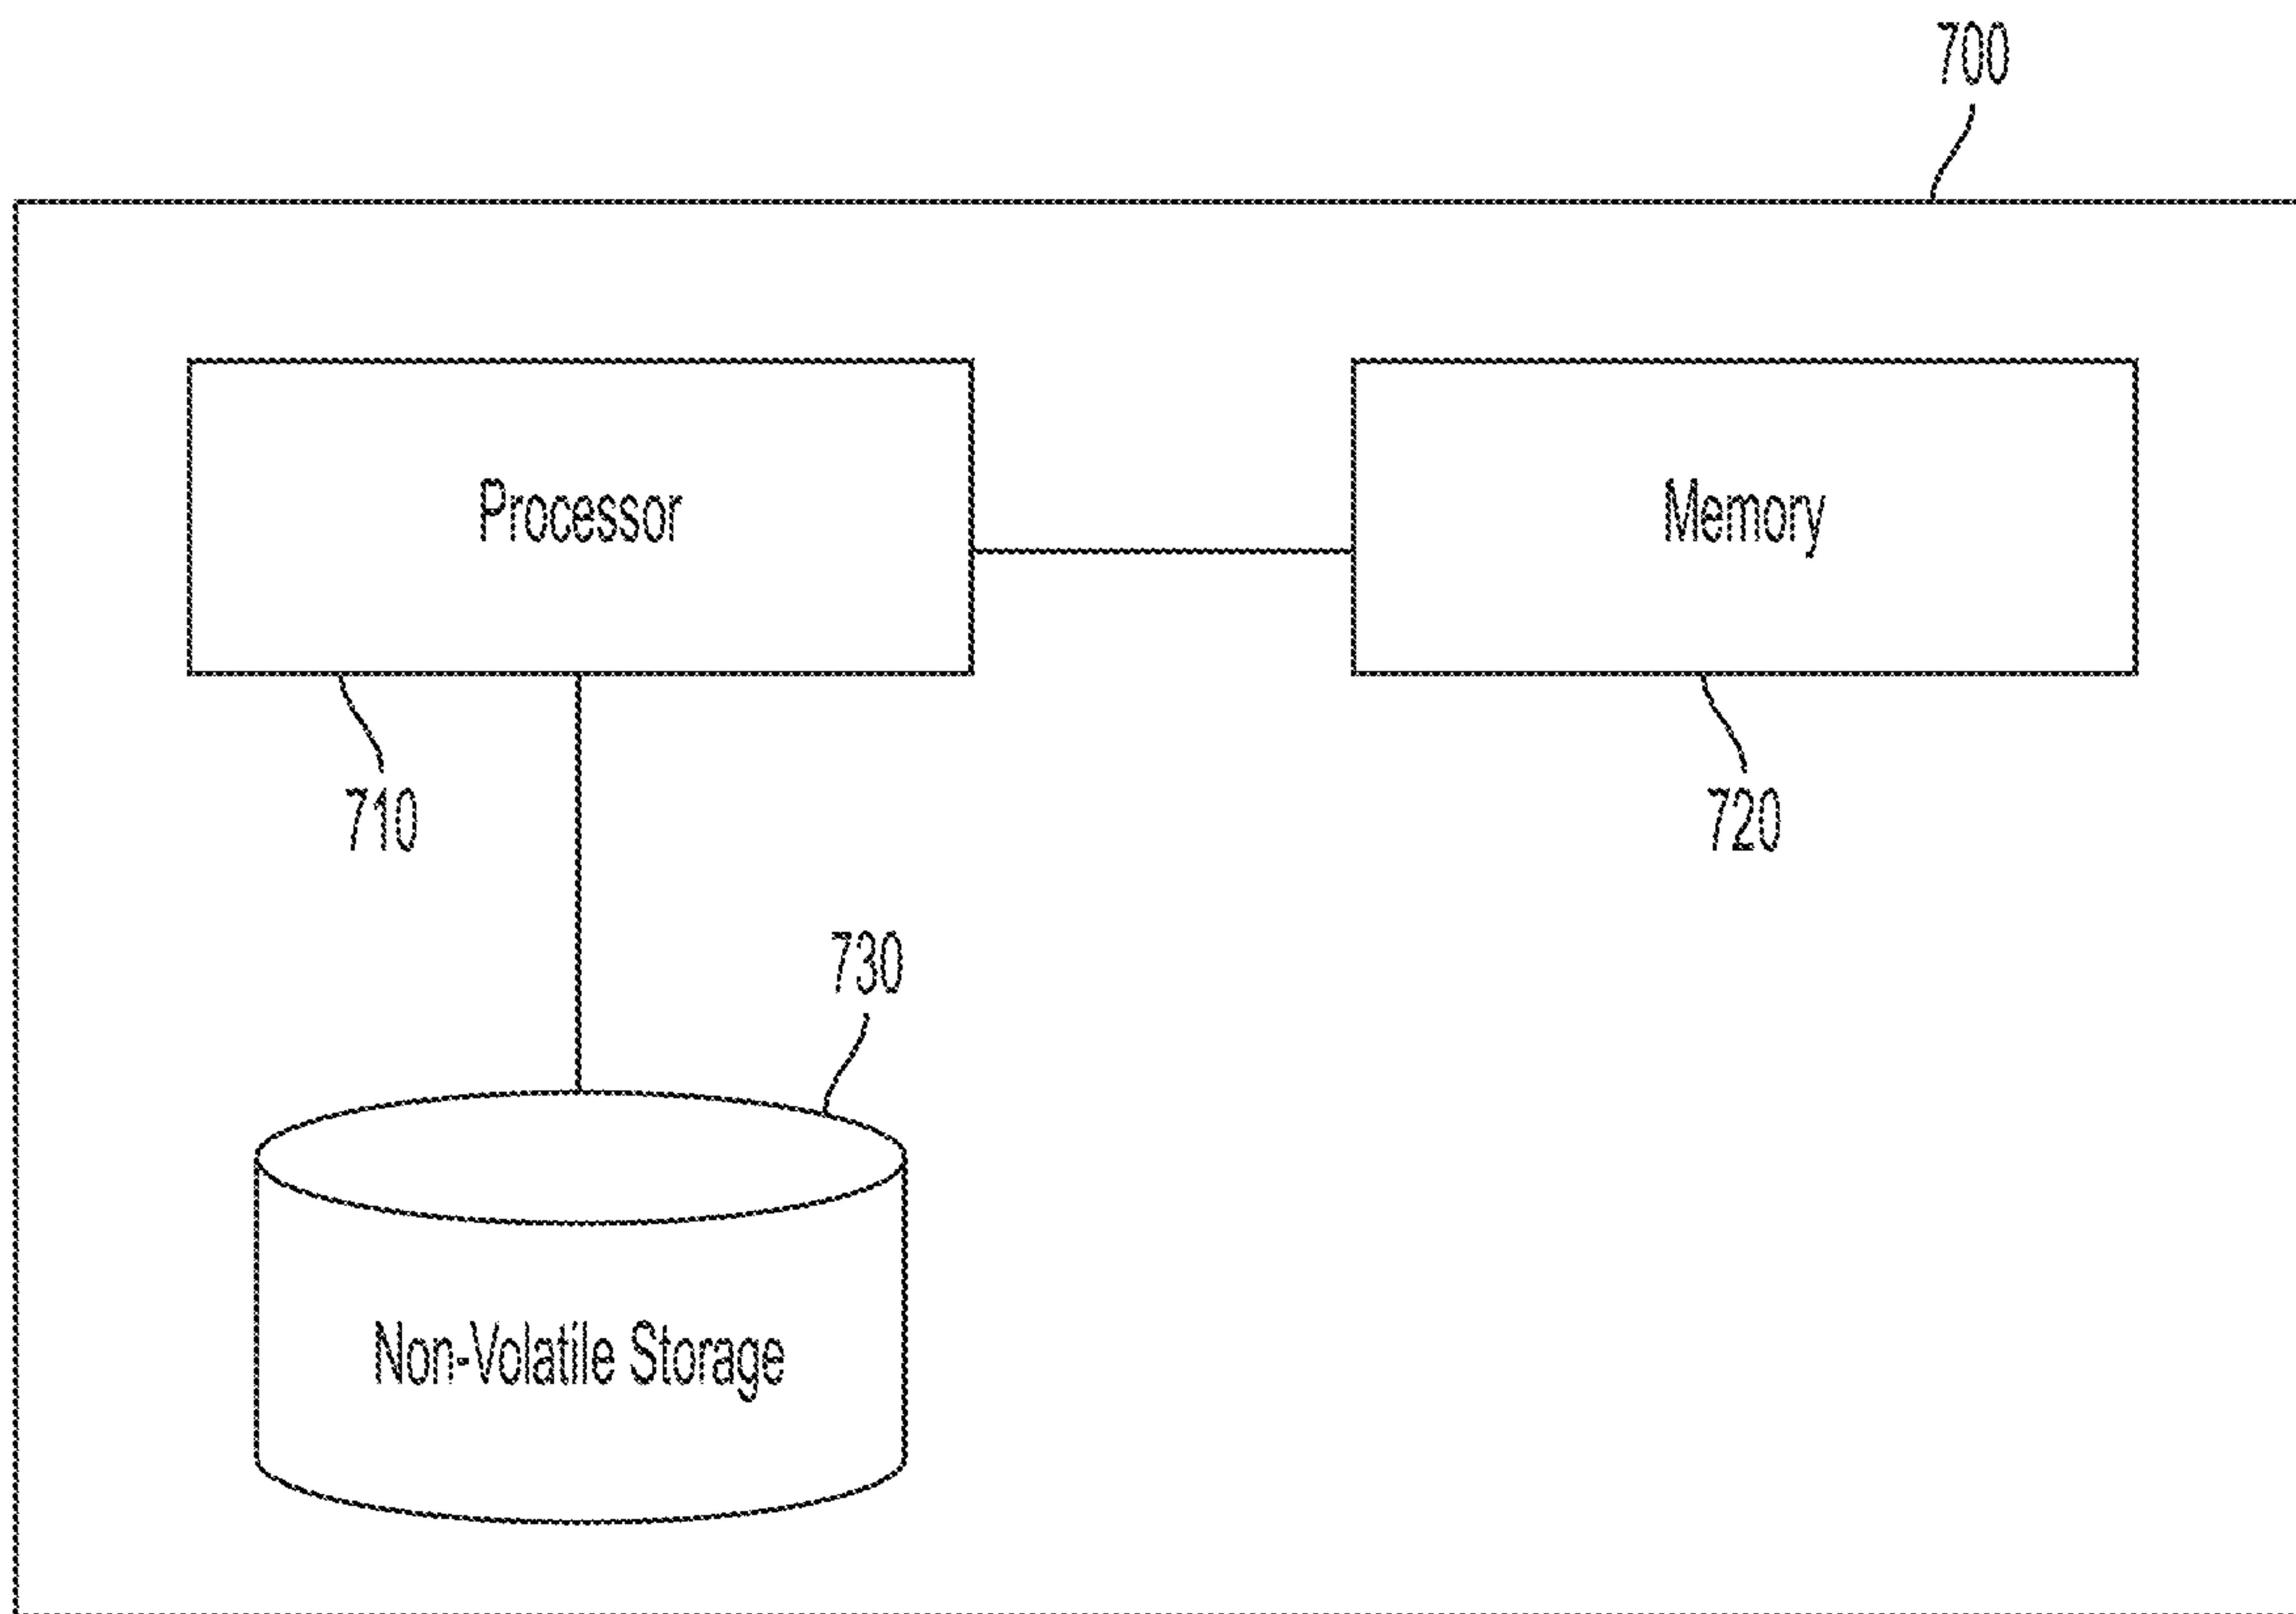 700
Processor
Memory
710
720
730
Non-Volatile Storage